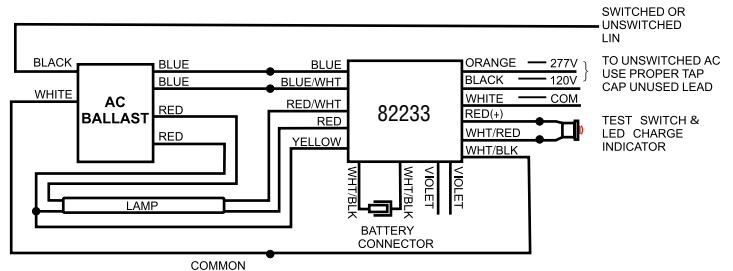 SWITCHED OR
UNSWITCHED
LIN
BLACK
WHITE
AC
BALLAST
BLUE
BLUE
RED
RED
BLUE
BLUE/WHT
RED/WHT
RED
YELLOW
82233
ORANGE — 277V
BLACK — 120V
WHITE — COM
RED(+)
WHT/RED
WHT/BLK
TO UNSWITCHED AC
USE PROPER TAP
CAP UNUSED LEAD
TEST SWITCH &
LED CHARGE
INDICATOR
LAMP
WHT/BLK
WHT/BLK
VIOLET
VIOLET
BATTERY
CONNECTOR
COMMON